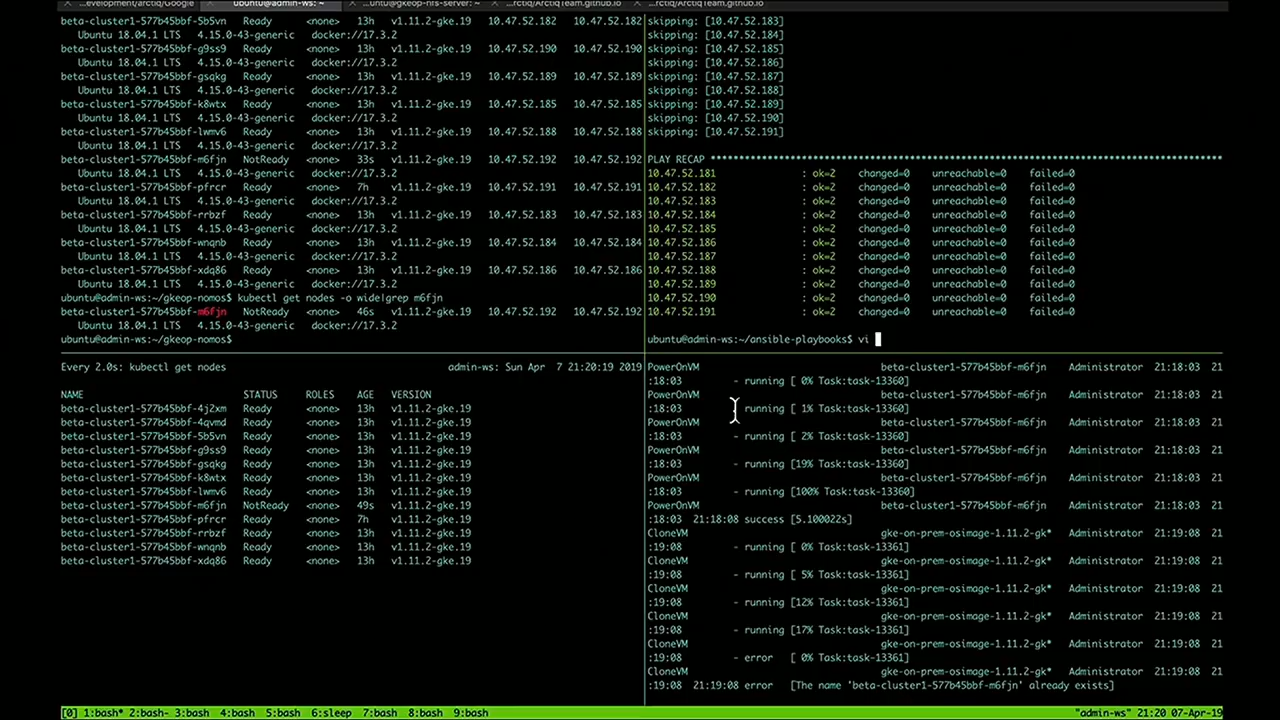 ...evelopment/arctiq/Google
ubuntu@admin-ws: ~
...untu@gkeop-nfs-server: ~
...rctiq/ArctiqTeam.github.io
...rctiq/ArctiqTeam.github.io
beta-cluster1-577b45bbf-5b5vn Ready <none> 13h v1.11.2-gke.19 10.47.52.182 10.47.52.182
Ubuntu 18.04.1 LTS 4.15.0-43-generic docker://17.3.2
beta-cluster1-577b45bbf-g9ss9 Ready <none> 13h v1.11.2-gke.19 10.47.52.190 10.47.52.190
Ubuntu 18.04.1 LTS 4.15.0-43-generic docker://17.3.2
beta-cluster1-577b45bbf-gsqkg Ready <none> 13h v1.11.2-gke.19 10.47.52.189 10.47.52.189
Ubuntu 18.04.1 LTS 4.15.0-43-generic docker://17.3.2
beta-cluster1-577b45bbf-k8wtx Ready <none> 13h v1.11.2-gke.19 10.47.52.185 10.47.52.185
Ubuntu 18.04.1 LTS 4.15.0-43-generic docker://17.3.2
beta-cluster1-577b45bbf-lwmv6 Ready <none> 13h v1.11.2-gke.19 10.47.52.188 10.47.52.188
Ubuntu 18.04.1 LTS 4.15.0-43-generic docker://17.3.2
beta-cluster1-577b45bbf-m6fjn NotReady <none> 33s v1.11.2-gke.19 10.47.52.192 10.47.52.192
Ubuntu 18.04.1 LTS 4.15.0-43-generic docker://17.3.2
beta-cluster1-577b45bbf-pfrcr Ready <none> 7h v1.11.2-gke.19 10.47.52.191 10.47.52.191
Ubuntu 18.04.1 LTS 4.15.0-43-generic docker://17.3.2
beta-cluster1-577b45bbf-rrbzf Ready <none> 13h v1.11.2-gke.19 10.47.52.183 10.47.52.183
Ubuntu 18.04.1 LTS 4.15.0-43-generic docker://17.3.2
beta-cluster1-577b45bbf-wnqnb Ready <none> 13h v1.11.2-gke.19 10.47.52.184 10.47.52.184
Ubuntu 18.04.1 LTS 4.15.0-43-generic docker://17.3.2
beta-cluster1-577b45bbf-xdq86 Ready <none> 13h v1.11.2-gke.19 10.47.52.186 10.47.52.186
Ubuntu 18.04.1 LTS 4.15.0-43-generic docker://17.3.2
ubuntu@admin-ws:~/gkeop-nomos$ kubectl get nodes -o wide|grep m6fjn
beta-cluster1-577b45bbf-m6fjn NotReady <none> 46s v1.11.2-gke.19 10.47.52.192 10.47.52.192
Ubuntu 18.04.1 LTS 4.15.0-43-generic docker://17.3.2
ubuntu@admin-ws:~/gkeop-nomos$
skipping: [10.47.52.183]
skipping: [10.47.52.184]
skipping: [10.47.52.185]
skipping: [10.47.52.186]
skipping: [10.47.52.187]
skipping: [10.47.52.188]
skipping: [10.47.52.189]
skipping: [10.47.52.190]
skipping: [10.47.52.191]
PLAY RECAP ***************************************************************************
10.47.52.181 : ok=2 changed=0 unreachable=0 failed=0
10.47.52.182 : ok=2 changed=0 unreachable=0 failed=0
10.47.52.183 : ok=2 changed=0 unreachable=0 failed=0
10.47.52.184 : ok=2 changed=0 unreachable=0 failed=0
10.47.52.185 : ok=2 changed=0 unreachable=0 failed=0
10.47.52.186 : ok=2 changed=0 unreachable=0 failed=0
10.47.52.187 : ok=2 changed=0 unreachable=0 failed=0
10.47.52.188 : ok=2 changed=0 unreachable=0 failed=0
10.47.52.189 : ok=2 changed=0 unreachable=0 failed=0
10.47.52.190 : ok=2 changed=0 unreachable=0 failed=0
10.47.52.191 : ok=2 changed=0 unreachable=0 failed=0
ubuntu@admin-ws:~/ansible-playbooks$ vi
Every 2.0s: kubectl get nodes admin-ws: Sun Apr 7 21:20:19 2019
NAME STATUS ROLES AGE VERSION
beta-cluster1-577b45bbf-4j2xm Ready <none> 13h v1.11.2-gke.19
beta-cluster1-577b45bbf-4qvmd Ready <none> 13h v1.11.2-gke.19
beta-cluster1-577b45bbf-5b5vn Ready <none> 13h v1.11.2-gke.19
beta-cluster1-577b45bbf-g9ss9 Ready <none> 13h v1.11.2-gke.19
beta-cluster1-577b45bbf-gsqkg Ready <none> 13h v1.11.2-gke.19
beta-cluster1-577b45bbf-k8wtx Ready <none> 13h v1.11.2-gke.19
beta-cluster1-577b45bbf-lwmv6 Ready <none> 13h v1.11.2-gke.19
beta-cluster1-577b45bbf-m6fjn NotReady <none> 49s v1.11.2-gke.19
beta-cluster1-577b45bbf-pfrcr Ready <none> 7h v1.11.2-gke.19
beta-cluster1-577b45bbf-rrbzf Ready <none> 13h v1.11.2-gke.19
beta-cluster1-577b45bbf-wnqnb Ready <none> 13h v1.11.2-gke.19
beta-cluster1-577b45bbf-xdq86 Ready <none> 13h v1.11.2-gke.19
PowerOnVM beta-cluster1-577b45bbf-m6fjn Administrator 21:18:03 21
:18:03 - running [ 0% Task:task-13360]
PowerOnVM beta-cluster1-577b45bbf-m6fjn Administrator 21:18:03 21
:18:03 running [ 1% Task:task-13360]
PowerOnVM beta-cluster1-577b45bbf-m6fjn Administrator 21:18:03 21
:18:03 - running [ 2% Task:task-13360]
PowerOnVM beta-cluster1-577b45bbf-m6fjn Administrator 21:18:03 21
:18:03 - running [19% Task:task-13360]
PowerOnVM beta-cluster1-577b45bbf-m6fjn Administrator 21:18:03 21
:18:03 - running [100% Task:task-13360]
PowerOnVM beta-cluster1-577b45bbf-m6fjn Administrator 21:18:03 21
:18:03 21:18:08 success [5.100022s]
CloneVM gke-on-prem-osimage-1.11.2-gk* Administrator 21:19:08 21
:19:08 - running [ 0% Task:task-13361]
CloneVM gke-on-prem-osimage-1.11.2-gk* Administrator 21:19:08 21
:19:08 - running [ 5% Task:task-13361]
CloneVM gke-on-prem-osimage-1.11.2-gk* Administrator 21:19:08 21
:19:08 - running [12% Task:task-13361]
CloneVM gke-on-prem-osimage-1.11.2-gk* Administrator 21:19:08 21
:19:08 - running [17% Task:task-13361]
CloneVM gke-on-prem-osimage-1.11.2-gk* Administrator 21:19:08 21
:19:08 - error [ 0% Task:task-13361]
CloneVM gke-on-prem-osimage-1.11.2-gk* Administrator 21:19:08 21
:19:08 21:19:08 error [The name 'beta-cluster1-577b45bbf-m6fjn' already exists]
[0] 1:bash* 2:bash- 3:bash 4:bash 5:bash 6:sleep 7:bash 8:bash 9:bash "admin-ws" 21:20 07-Apr-19